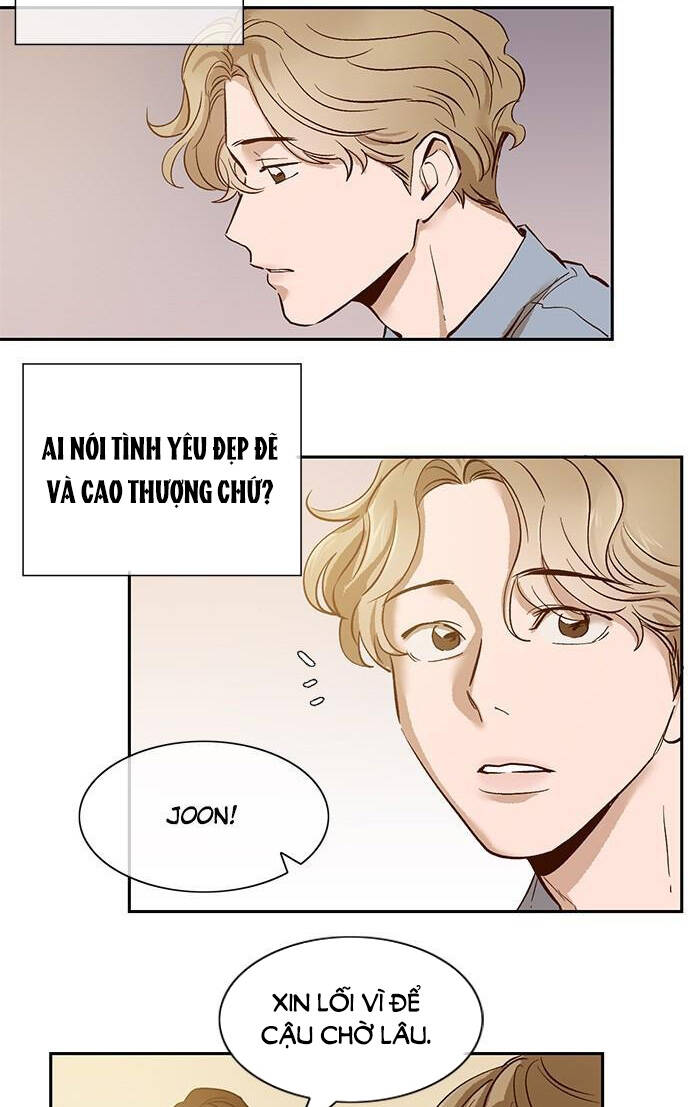 AI NÓI TÌNH YÊU ĐẸP ĐẼ
VÀ CAO THƯỢNG CHỨ?
JOON!
XIN LỖI VÌ ĐỂ
CẬU CHỜ LÂU.